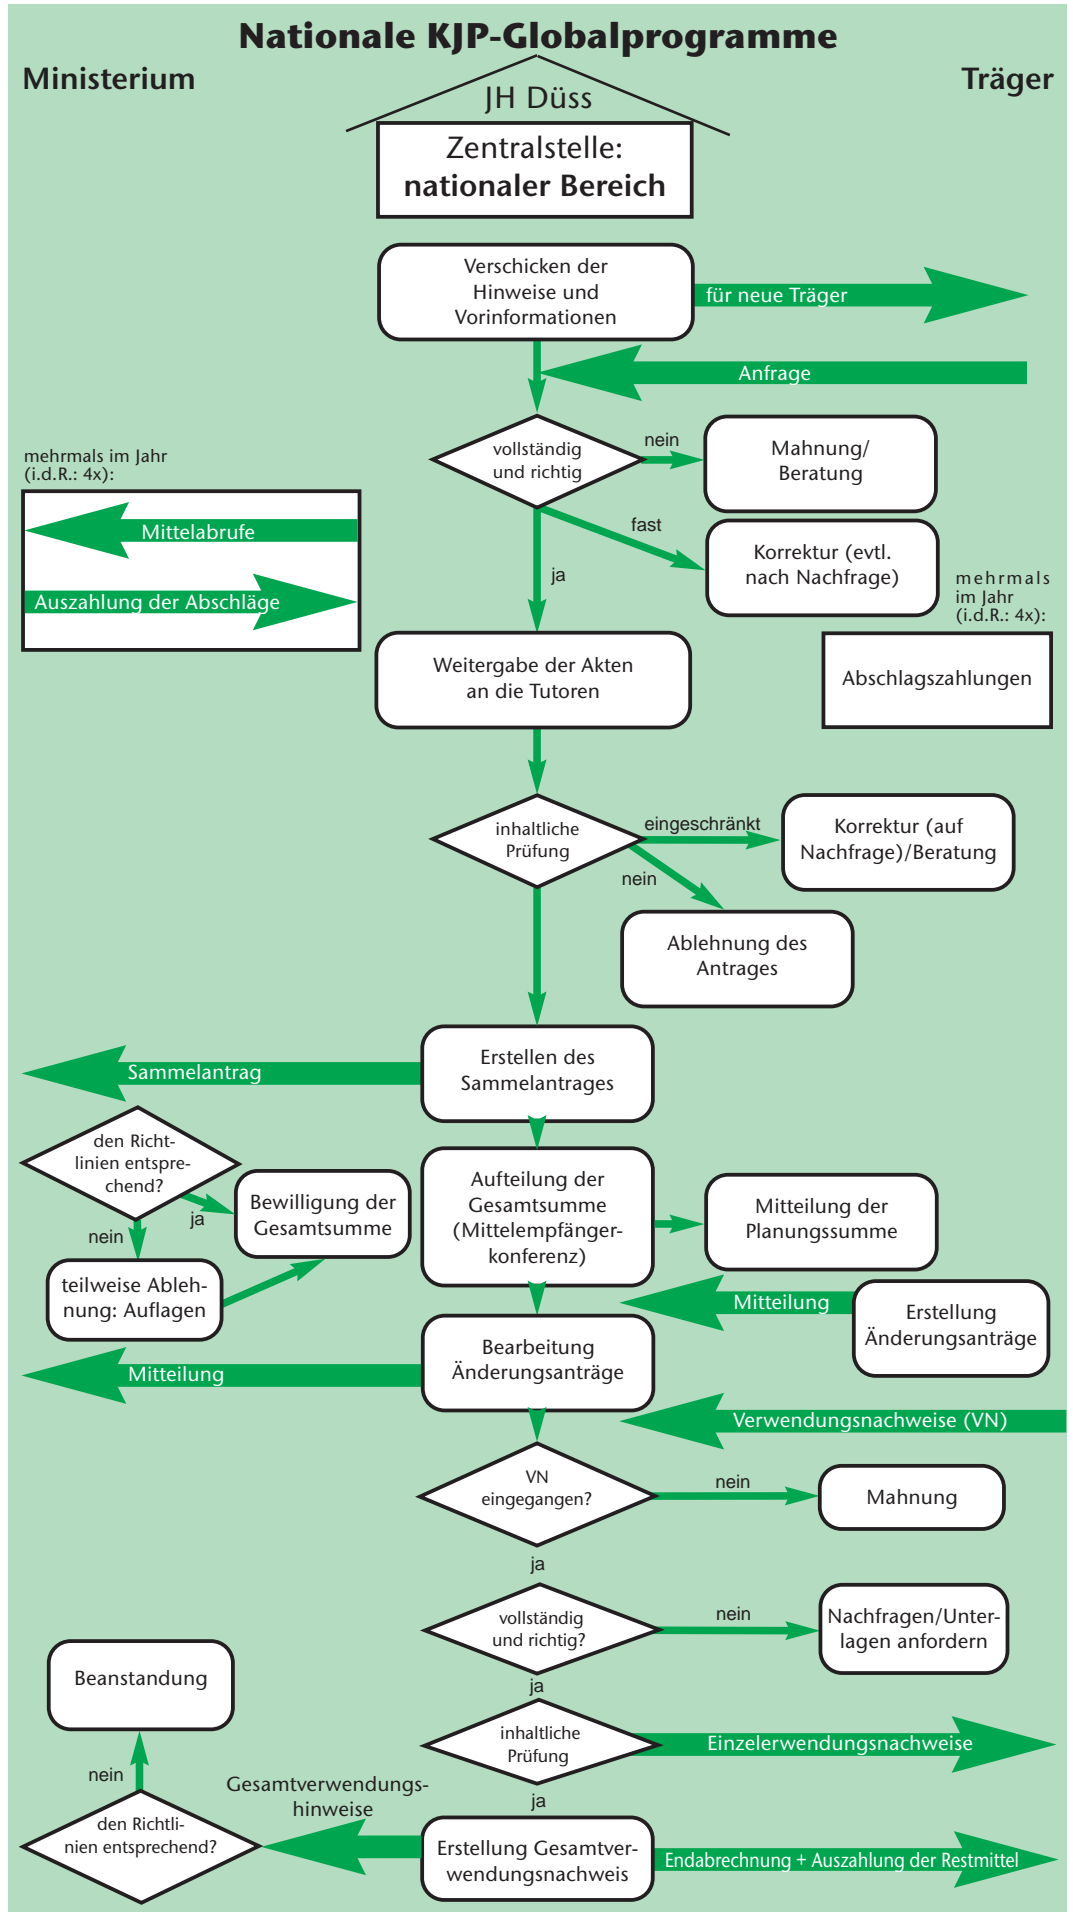 Nationale KJP-Globalprogramme
Ministerium
Träger
JH Düss
Zentralstelle:
nationaler Bereich
Verschicken der
Hinweise und
Vorinformationen
für neue Träger
Anfrage
vollständig
und richtig
nein
Mahnung/
Beratung
fast
Korrektur (evtl.
nach Nachfrage)
ja
mehrmals im Jahr
(i.d.R.: 4x):
Mittelabrufe
Auszahlung der Abschläge
mehrmals
im Jahr
(i.d.R.: 4x):
Abschlagszahlungen
Weitergabe der Akten
an die Tutoren
inhaltliche
Prüfung
eingeschränkt
Korrektur (auf
Nachfrage)/Beratung
nein
Ablehnung des
Antrages
Erstellen des
Sammelantrages
Sammelantrag
den Richt-
linien entspre-
chend?
ja
Bewilligung der
Gesamtsumme
nein
teilweise Ableh-
nung: Auflagen
Aufteilung der
Gesamtsumme
(Mittelempfänger-
konferenz)
Mitteilung der
Planungssumme
Mitteilung
Erstellung
Änderungsanträge
Bearbeitung
Änderungsanträge
Mitteilung
Verwendungsnachweise (VN)
VN
eingegangen?
nein
Mahnung
ja
vollständig
und richtig?
nein
Nachfragen/Unter-
lagen anfordern
ja
inhaltliche
Prüfung
Einzelerwendungsnachweise
ja
Erstellung Gesamtver-
wendungsnachweis
Endabrechnung + Auszahlung der Restmittel
Gesamtverwendungs-
hinweise
den Richtli-
nien entsprechend?
nein
Beanstandung